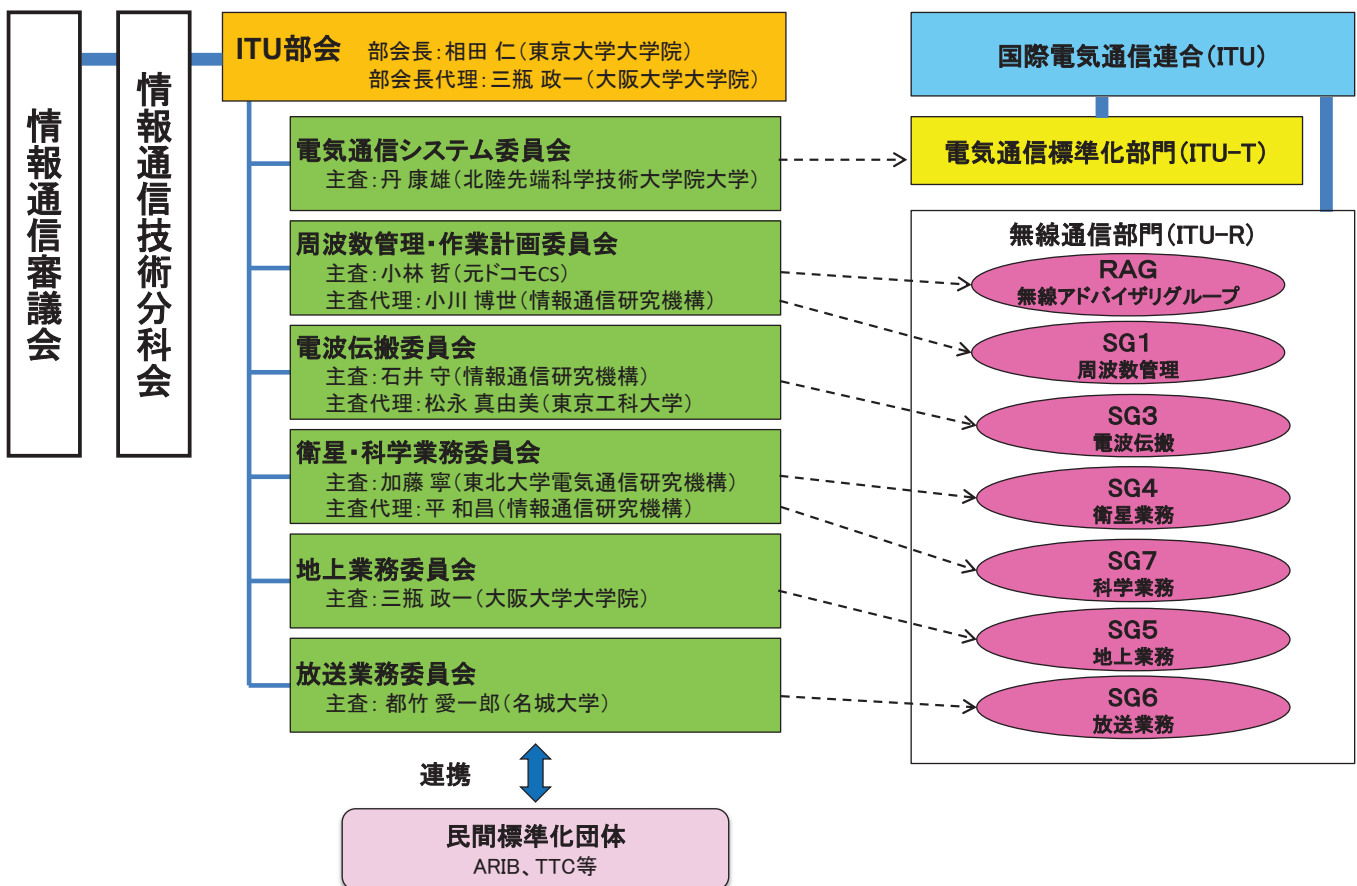 情報通信審議会
情報通信技術分科会
ITU部会 部会長:相田 仁(東京大学大学院)
部会長代理:三瓶 政一(大阪大学大学院)
電気通信システム委員会
主査:丹 康雄(北陸先端科学技術大学院大学)
周波数管理・作業計画委員会
主査:小林 哲(元ドコモCS)
主査代理:小川 博世(情報通信研究機構)
電波伝搬委員会
主査:石井 守(情報通信研究機構)
主査代理:松永 真由美(東京工科大学)
衛星・科学業務委員会
主査:加藤 寧(東北大学電気通信研究機構)
主査代理:平 和昌(情報通信研究機構)
地上業務委員会
主査:三瓶 政一(大阪大学大学院)
放送業務委員会
主査: 都竹 愛一郎(名城大学)
連携
民間標準化団体
ARIB、TTC等
国際電気通信連合(ITU)
電気通信標準化部門(ITU-T)
無線通信部門(ITU-R)
RAG
無線アドバイザリグループ
SG1
周波数管理
SG3
電波伝搬
SG4
衛星業務
SG7
科学業務
SG5
地上業務
SG6
放送業務